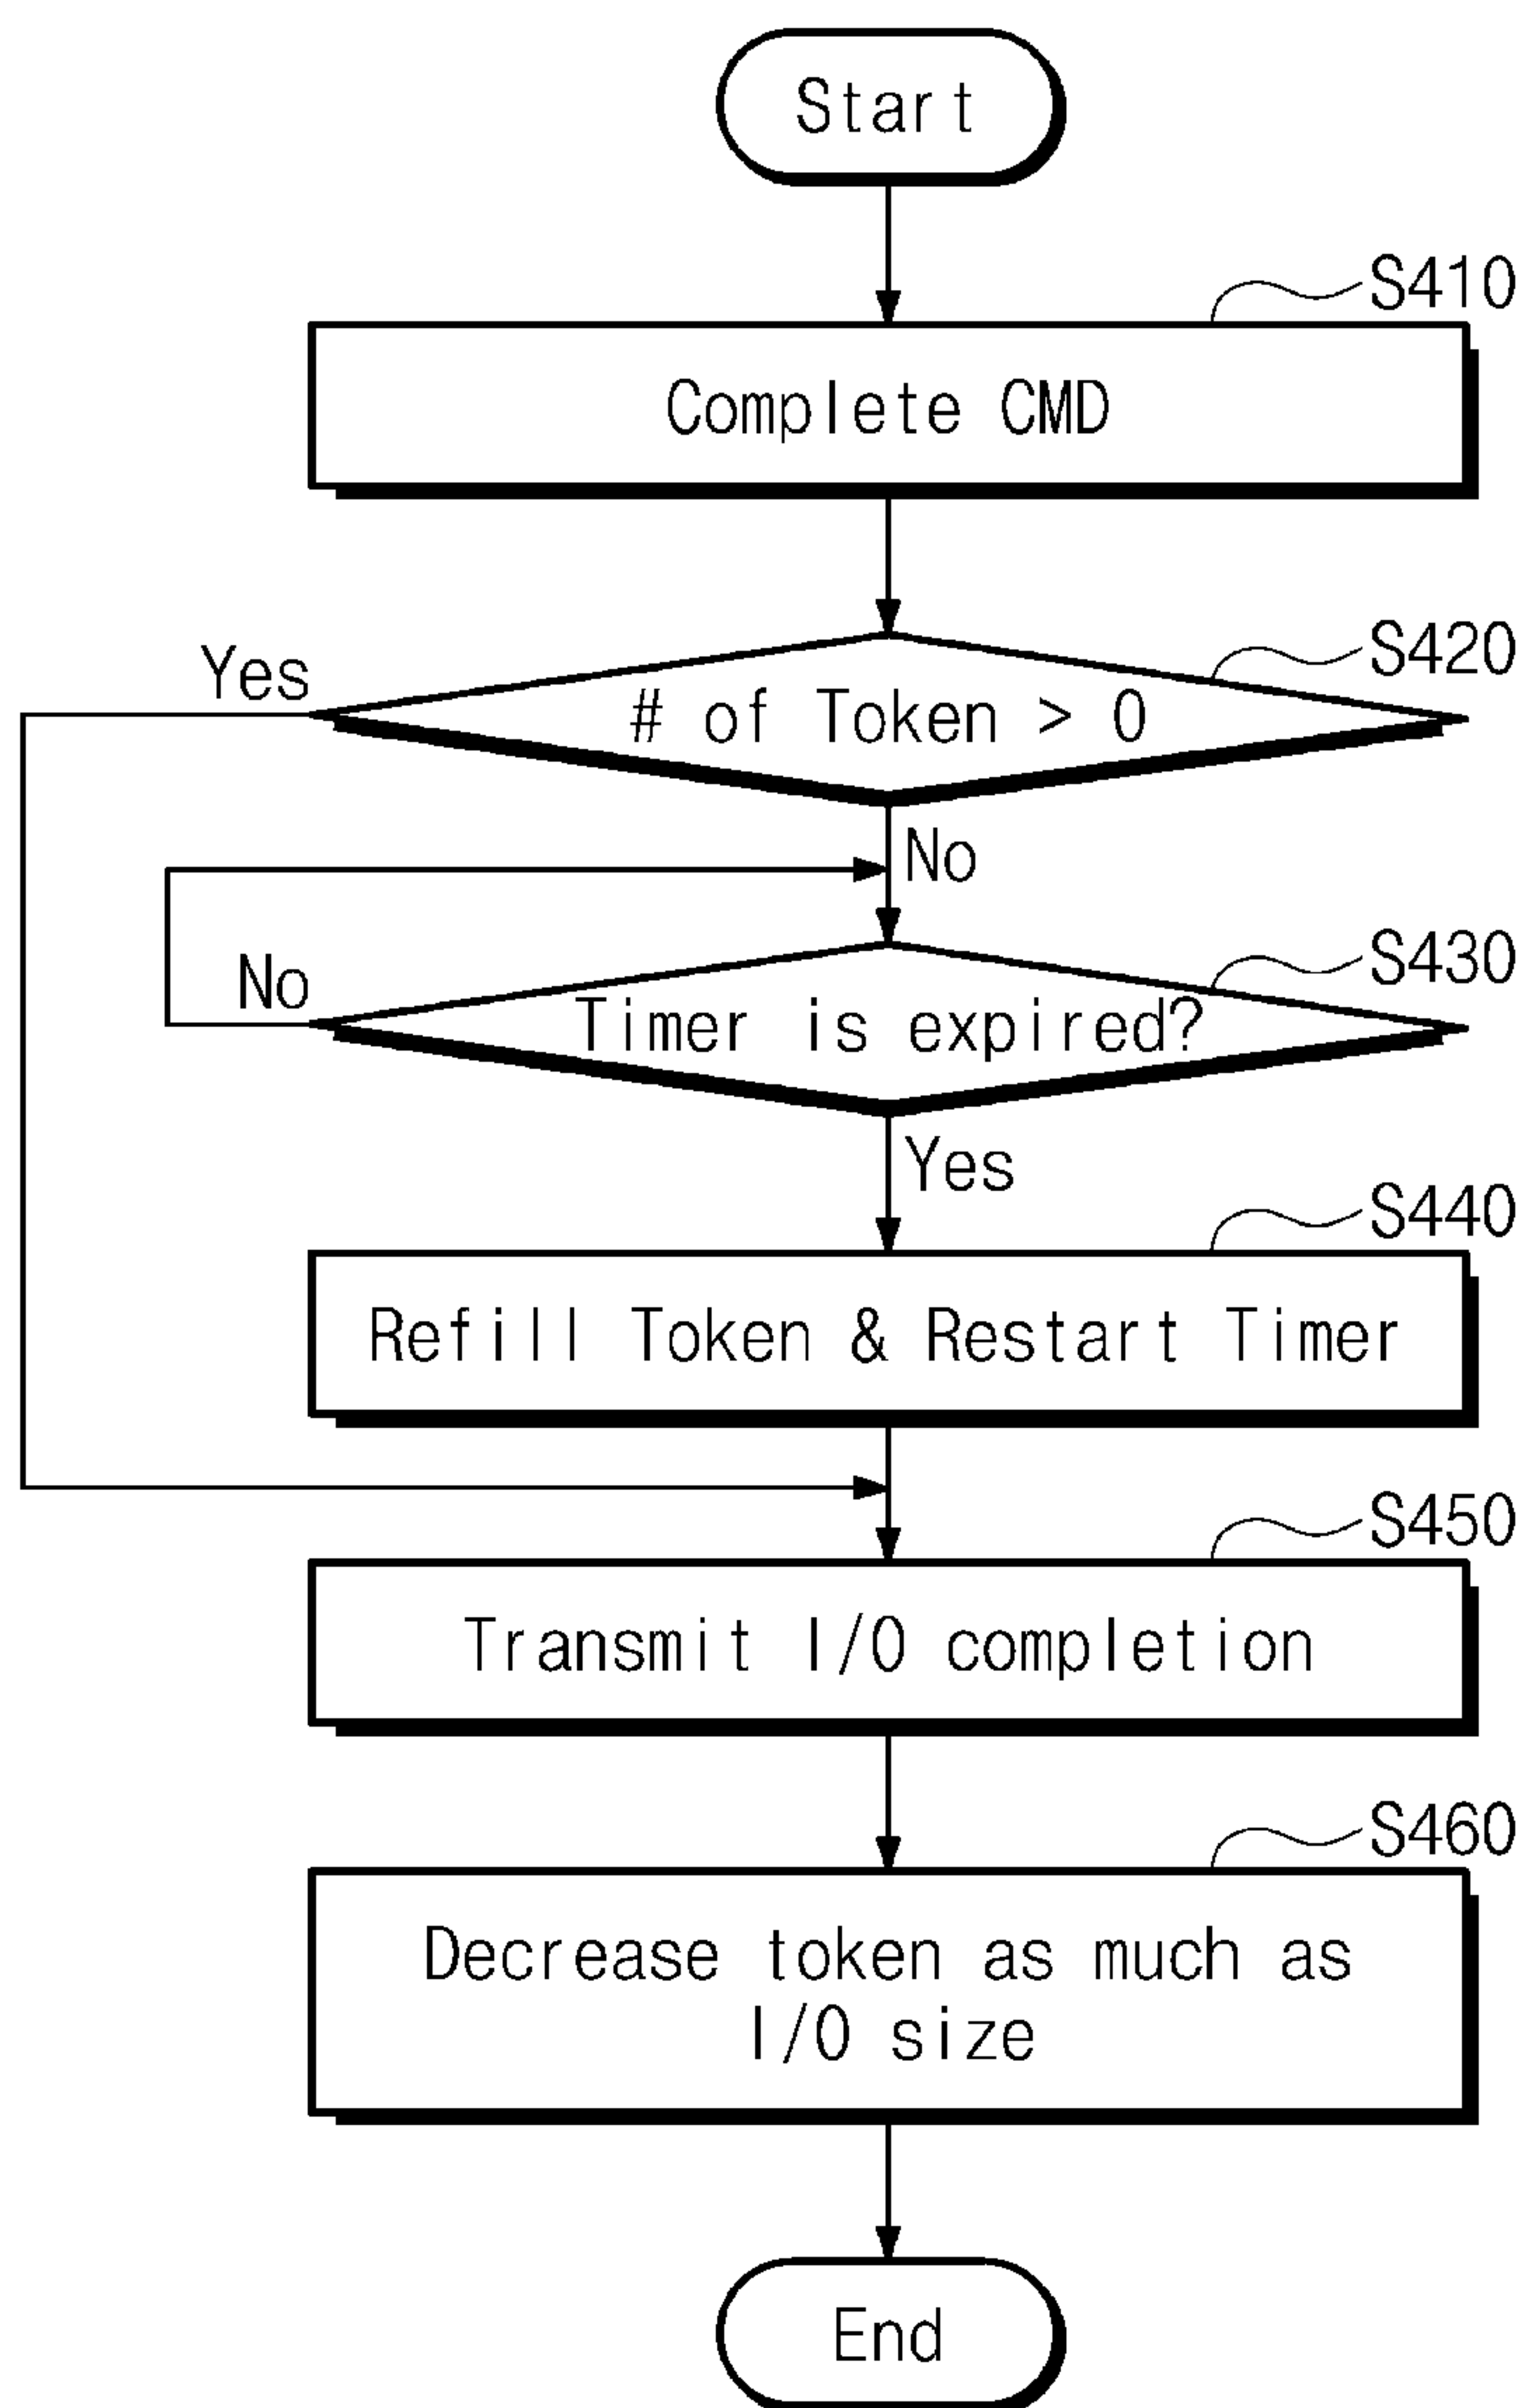 Start
S410
Complete CMD
S420
Yes
# of Token > 0
No
S430
No
Timer is expired?
Yes
S440
Refill Token & Restart Timer
S450
Transmit I/O completion
S460
Decrease token as much as
I/O size
End